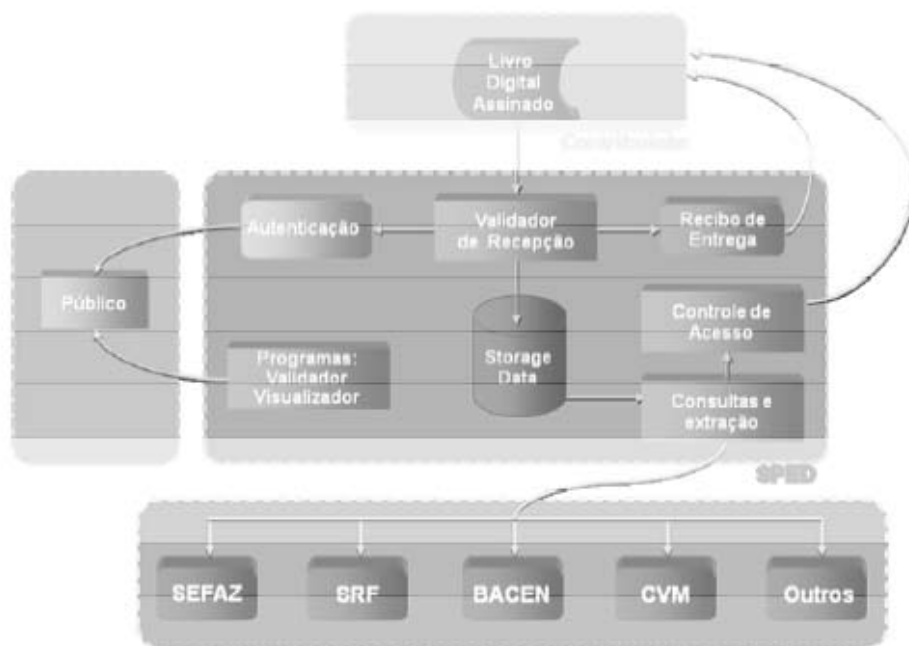 Livro
Digital
Assinado
Contribuinte
Autenticação
Validador
de Recepção
Recibo de
Entrega
Público
Programas:
Validador
Visualizador
Storage
Data
Controle de
Acesso
Consultas e
extração
SPED
SEFAZ
SRF
BACEN
CVM
Outros